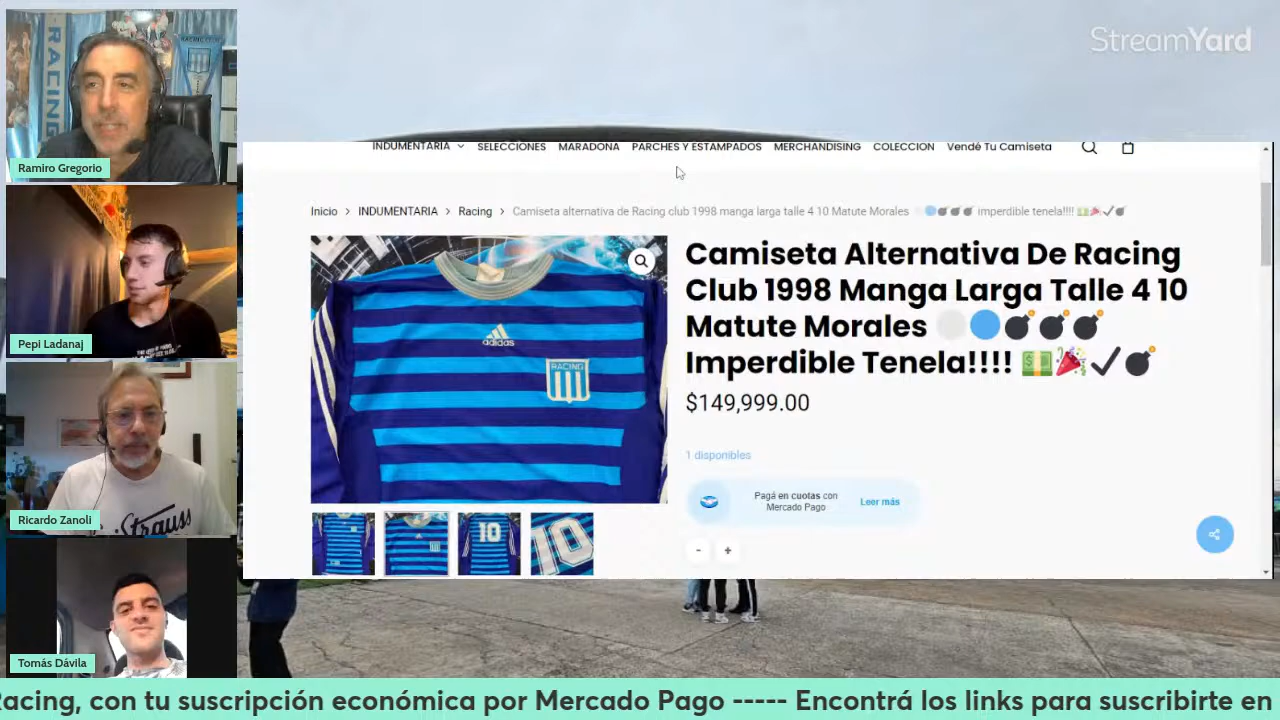 StreamYard
RACING
Ramiro Gregorio
Pepi Ladanaj
Ricardo Zanoli
Strauss
Tomás Dávila
INDUMENTARIA
SELECCIONES
MARADONA
PARCHES Y ESTAMPADOS
MERCHANDISING
COLECCION
Vendé Tu Camiseta
Inicio > INDUMENTARIA > Racing > Camiseta alternativa de Racing club 1998 manga larga talle 4 10 Matute Morales ⚪🔵💣💣💣 imperdible tenela!!!! 💵🎉✔💣
adidas
RACING
10
10
Camiseta Alternativa De Racing
Club 1998 Manga Larga Talle 4 10
Matute Morales ⚪🔵💣💣💣
Imperdible Tenela!!!! 💵🎉✔💣
$149,999.00
1 disponibles
Pagá en cuotas con
Mercado Pago
Leer más
- +
Racing, con tu suscripción económica por Mercado Pago ----- Encontrá los links para suscribirte en